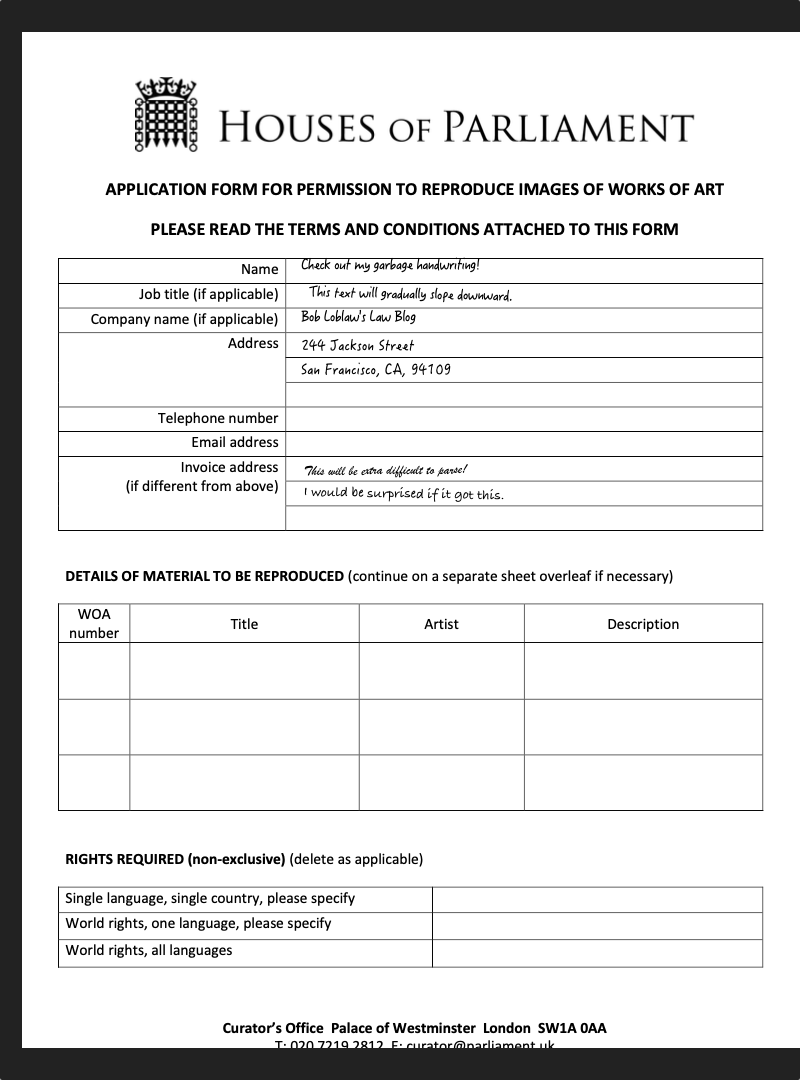 HOUSES OF PARLIAMENT
APPLICATION FORM FOR PERMISSION TO REPRODUCE IMAGES OF WORKS OF ART
PLEASE READ THE TERMS AND CONDITIONS ATTACHED TO THIS FORM
Name Check out my garbage handwriting!
Job title (if applicable) This text will gradually slope downward.
Company name (if applicable) Bob Loblaw's Law Blog
Address 244 Jackson Street
San Francisco, CA, 94109
Telephone number
Email address
Invoice address This will be extra difficult to parse!
(if different from above) I would be surprised if it got this.
DETAILS OF MATERIAL TO BE REPRODUCED (continue on a separate sheet overleaf if necessary)
WOA number Title Artist Description
RIGHTS REQUIRED (non-exclusive) (delete as applicable)
Single language, single country, please specify
World rights, one language, please specify
World rights, all languages
Curator's Office Palace of Westminster London SW1A 0AA
T: 020 7219 2812 E: curator@parliament.uk